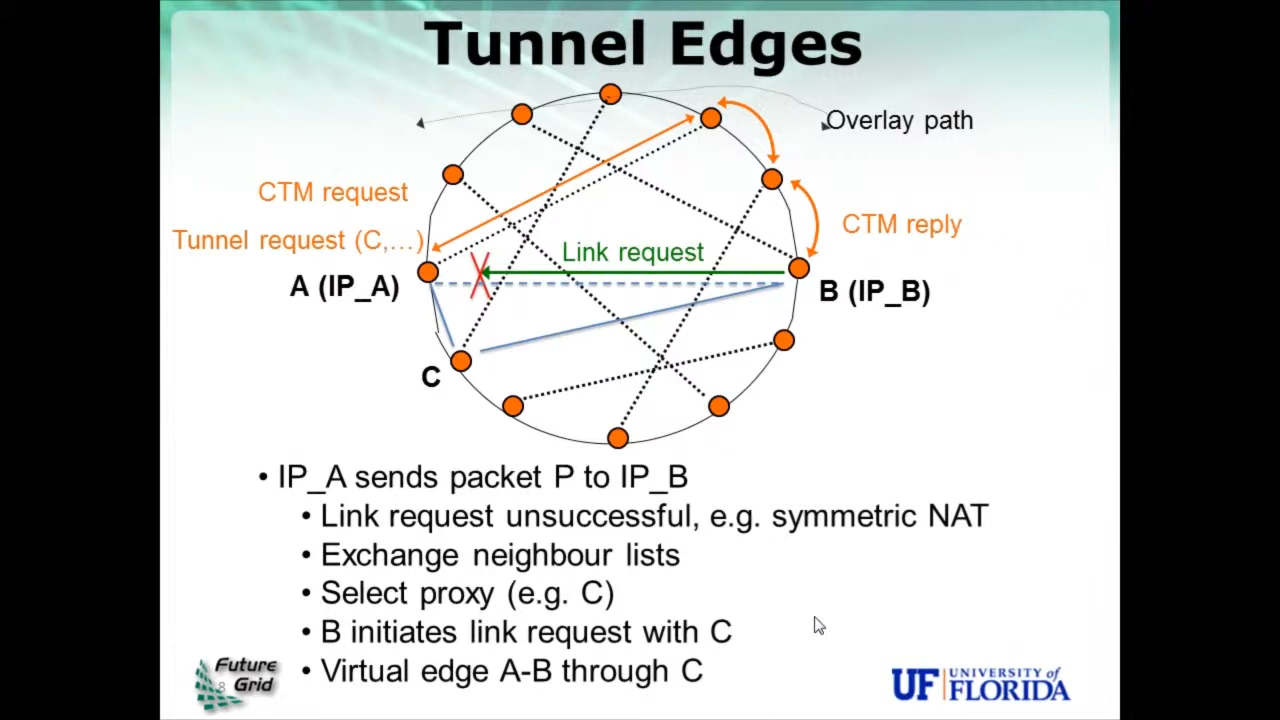 Tunnel Edges
Overlay path
CTM request
CTM reply
Tunnel request (C,…)
Link request
A (IP_A)
B (IP_B)
C
• IP_A sends packet P to IP_B
• Link request unsuccessful, e.g. symmetric NAT
• Exchange neighbour lists
• Select proxy (e.g. C)
• B initiates link request with C
• Virtual edge A-B through C
Future
Grid
8
UF UNIVERSITY of
FLORIDA